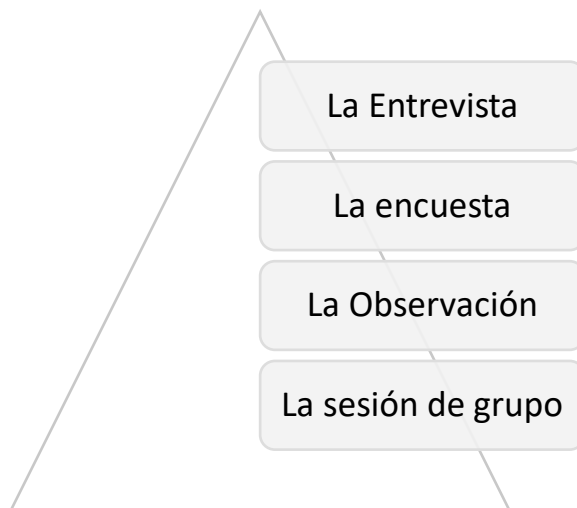 La Entrevista
La encuesta
La Observación
La sesión de grupo